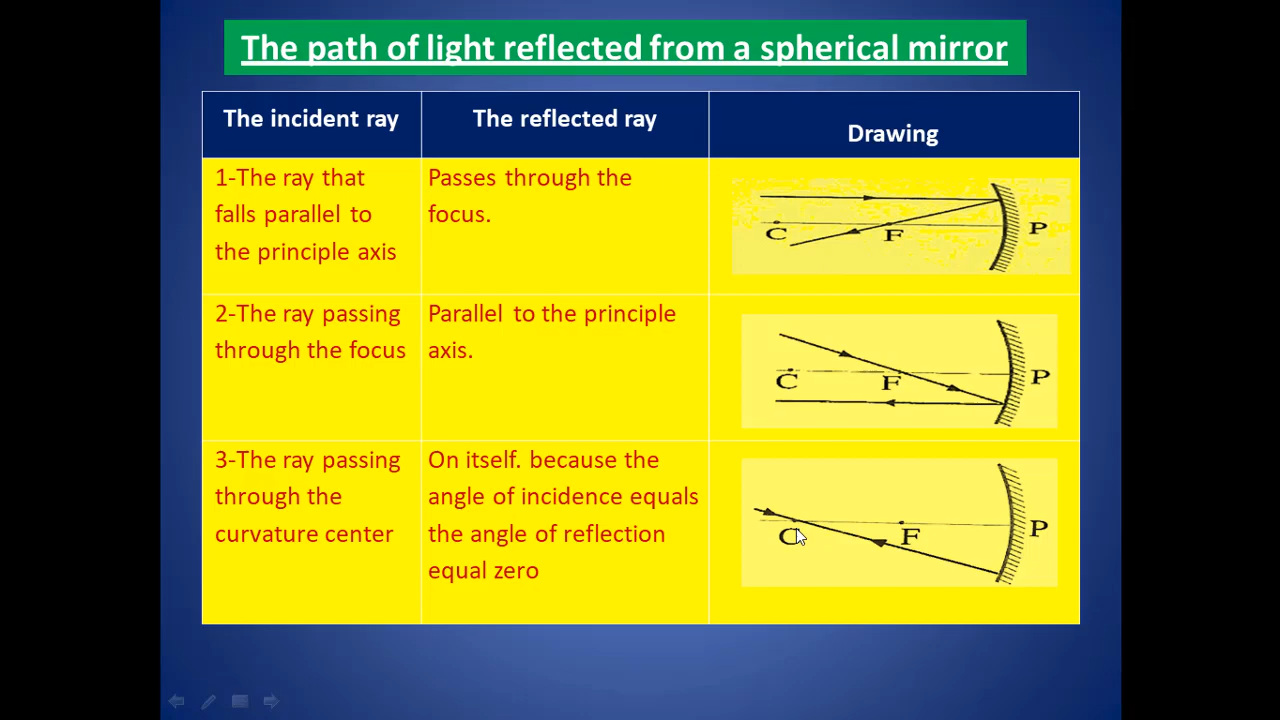 The path of light reflected from a spherical mirror
The incident ray
The reflected ray
Drawing
1-The ray that
falls parallel to
the principle axis
Passes through the
focus.
C
F
P
2-The ray passing
through the focus
Parallel to the principle
axis.
C
F
P
3-The ray passing
through the
curvature center
On itself. because the
angle of incidence equals
the angle of reflection
equal zero
C
F
P